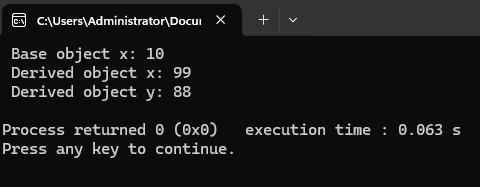 C:\Users\Administrator\Docu
Base object x: 10
Derived object x: 99
Derived object y: 88
Process returned 0 (0x0)   execution time : 0.063 s
Press any key to continue.